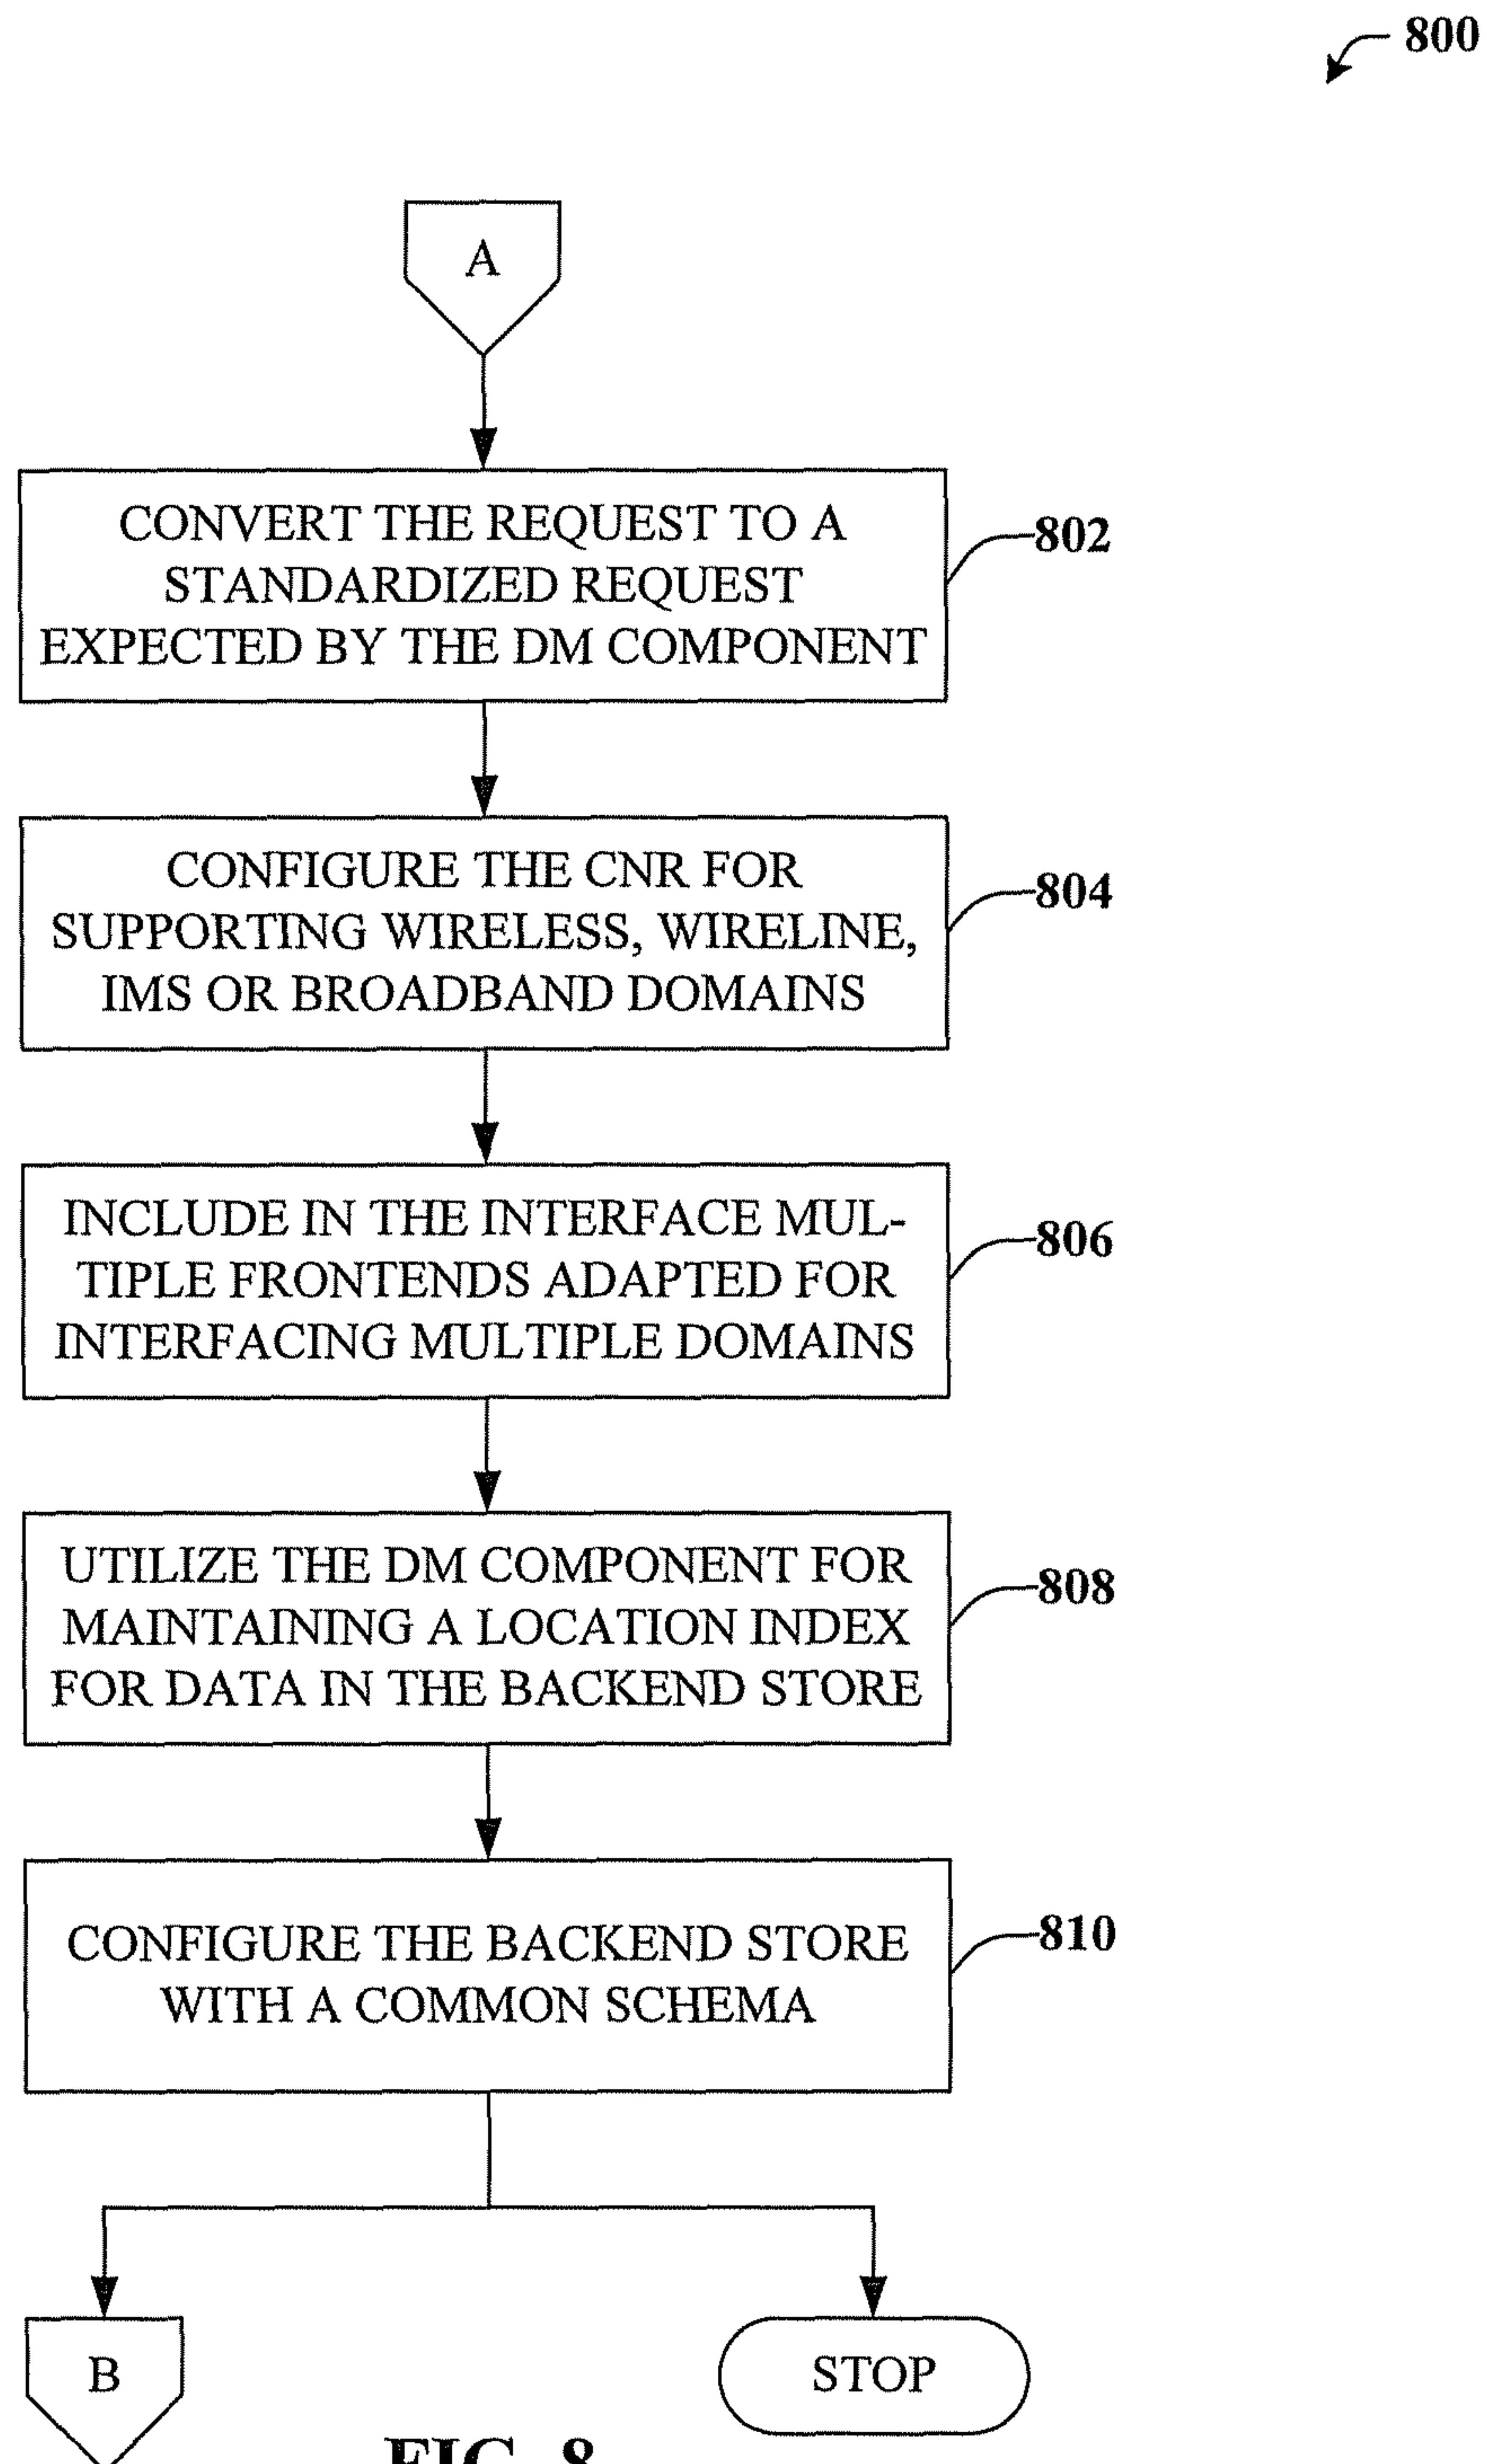 800
A
CONVERT THE REQUEST TO A
STANDARDIZED REQUEST
EXPECTED BY THE DM COMPONENT
802
CONFIGURE THE CNR FOR
SUPPORTING WIRELESS, WIRELINE,
IMS OR BROADBAND DOMAINS
804
INCLUDE IN THE INTERFACE MUL-
TIPLE FRONTENDS ADAPTED FOR
INTERFACING MULTIPLE DOMAINS
806
UTILIZE THE DM COMPONENT FOR
MAINTAINING A LOCATION INDEX
FOR DATA IN THE BACKEND STORE
808
CONFIGURE THE BACKEND STORE
WITH A COMMON SCHEMA
810
B
STOP
FIG. 8